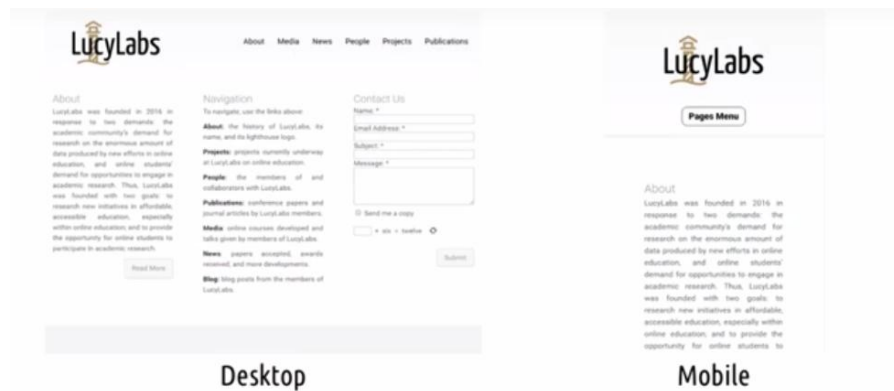 LucyLabs
About Media News People Projects Publications
About
LucyLabs was founded in 2016 in
response to two demands: the
academic community's demand for
research on the enormous amount of
data produced by new efforts in online
education, and online students'
demand for opportunities to engage in
academic research. Thus, LucyLabs
was founded with two goals: to
research new initiatives in affordable,
accessible education, especially
within online education; and to provide
the opportunity for online students to
participate in academic research.
Read More
Navigation
To navigate, use the links above:
About: the history of LucyLabs, its
name, and its lighthouse logo.
Projects: projects currently underway
at LucyLabs on online education.
People: the members of and
collaborators with LucyLabs.
Publications: conference papers and
journal articles by LucyLabs members.
Media: online courses developed and
talks given by members of LucyLabs.
News: papers accepted, awards
received, and more developments.
Blog: blog posts from the members of
LucyLabs.
Contact Us
Name: *
Email Address: *
Subject: *
Message: *
Send me a copy
+ six = twelve
Submit
Desktop
LucyLabs
Pages Menu
About
LucyLabs was founded in 2016 in
response to two demands: the
academic community's demand for
research on the enormous amount of
data produced by new efforts in online
education, and online students'
demand for opportunities to engage in
academic research. Thus, LucyLabs
was founded with two goals: to
research new initiatives in affordable,
accessible education, especially within
online education; and to provide the
opportunity for online students to
Mobile